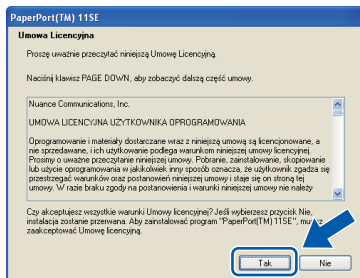 PaperPort(TM) 11SE
Umowa Licencyjna
Proszę uważnie przeczytać niniejszą Umowę Licencyjną.
Naciśnij klawisz PAGE DOWN, aby zobaczyć dalszą część umowy.
Nuance Communications, Inc.
UMOWA LICENCYJNA UŻYTKOWNIKA OPROGRAMOWANIA
Oprogramowanie i materiały dostarczane wraz z niniejszą umową są licencjonowane, a
nie sprzedawane, i ich użytkowanie podlega warunkom niniejszej umowy licencyjnej.
Prosimy o uważne przeczytanie niniejszej umowy. Pobranie, zainstalowanie, skopiowanie
lub użycie oprogramowania w jakikolwiek inny sposób oznacza, że użytkownik zgadza się
przestrzegać warunków oraz postanowień niniejszej umowy i staje się on stroną tej
umowy. W razie braku zgody na postanowienia i warunki niniejszej umowy nie należy
Czy akceptujesz wszystkie warunki Umowy licencyjnej? Jeśli wybierzesz przycisk Nie,
instalacja zostanie przerwana. Aby zainstalować program "PaperPort(TM) 11SE",
zaakceptować Umowę licencyjną.
Tak
Nie